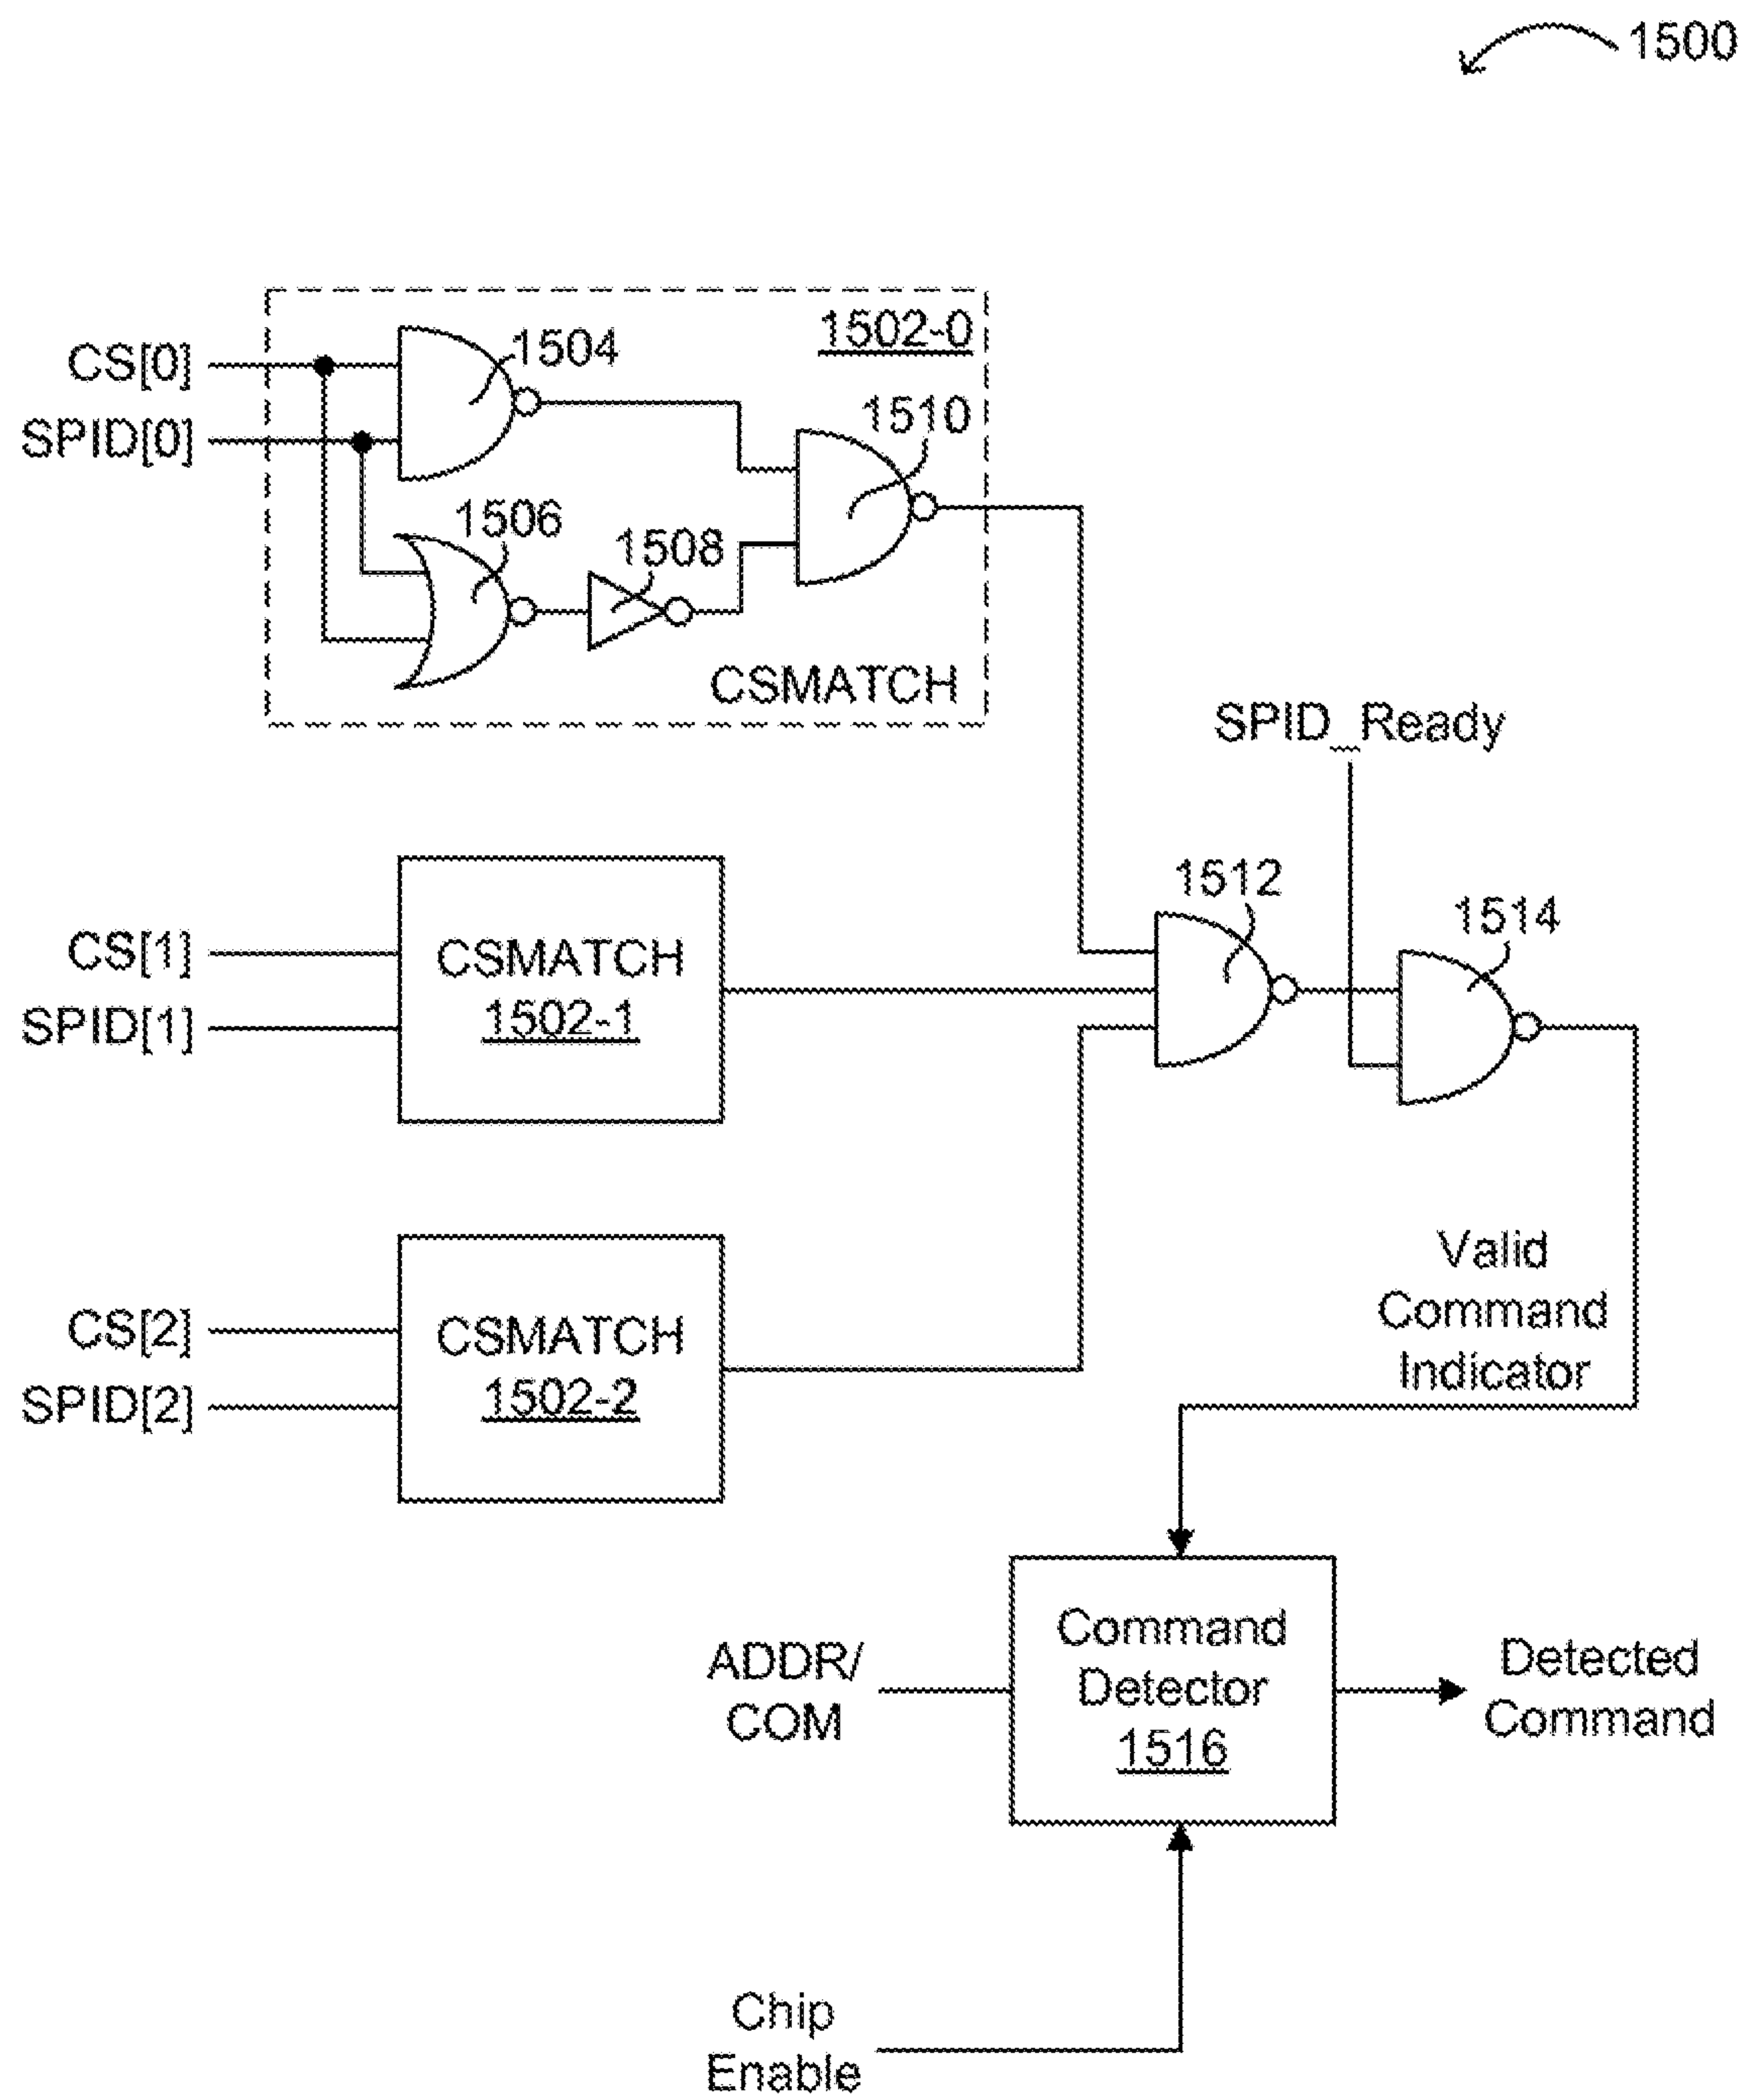 1500
1502-0
CS[0]
1504
SPID[0]
1510
1506
1508
CSMATCH
SPID_Ready
1512
1514
CS[1]
CSMATCH
SPID[1]
1502-1
Valid
Command
Indicator
CS[2]
CSMATCH
SPID[2]
1502-2
ADDR/
COM
Command
Detector
1516
Detected
Command
Chip
Enable